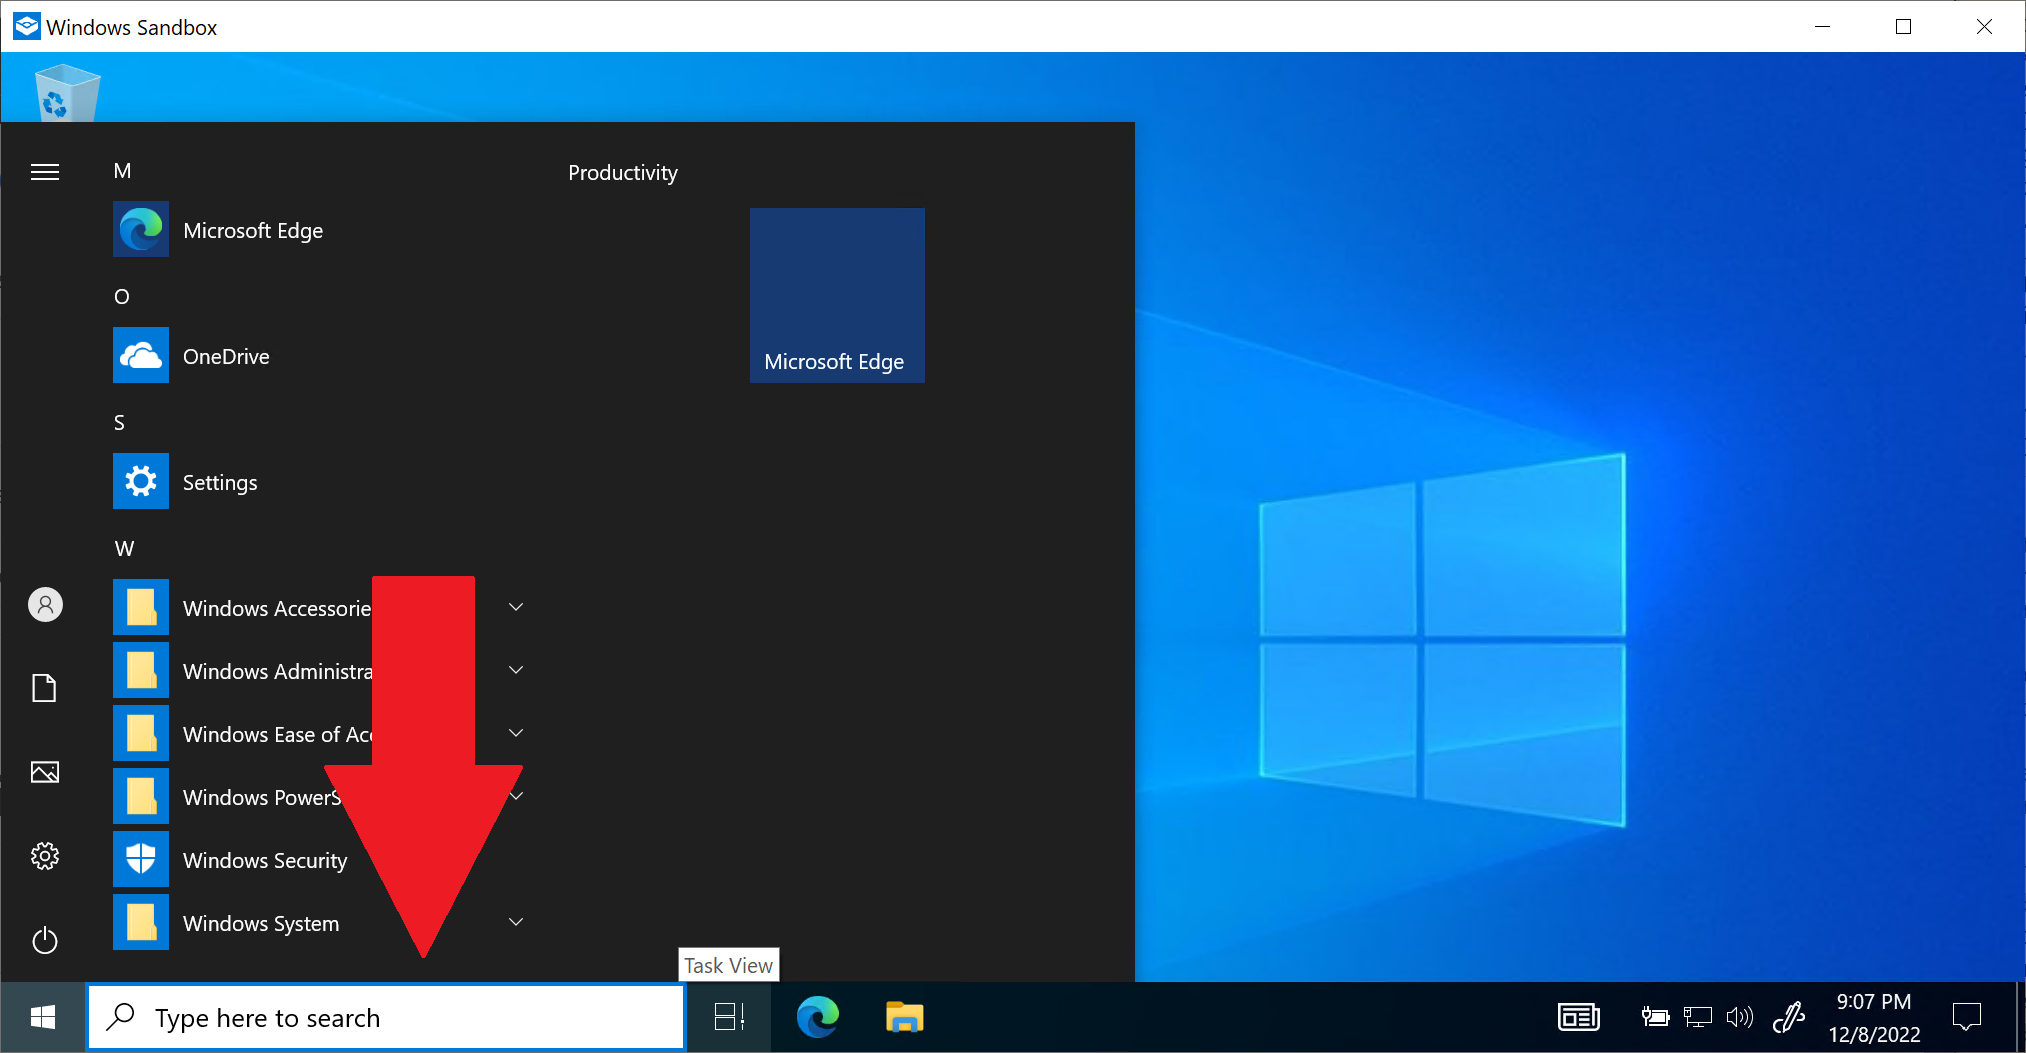 Windows Sandbox
M
Productivity
Microsoft Edge
O
OneDrive
Microsoft Edge
S
Settings
W
Windows Accessorie
Windows Administra
Windows Ease of Acc
Windows PowerS
Windows Security
Windows System
Task View
Type here to search
9:07 PM
12/8/2022